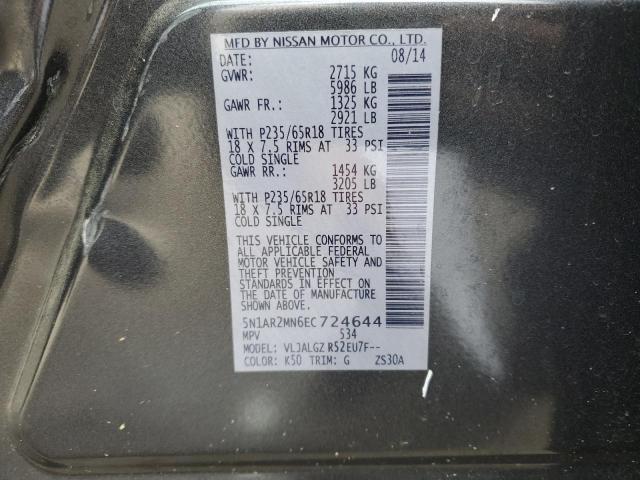 MFD BY NISSAN MOTOR CO., LTD.
DATE: 08/14
GVWR: 2715 KG
5986 LB
GAWR FR.: 1325 KG
2921 LB
WITH P235/65R18 TIRES
18 X 7.5 RIMS AT 33 PSI
COLD SINGLE
GAWR RR.: 1454 KG
3205 LB
WITH P235/65R18 TIRES
18 X 7.5 RIMS AT 33 PSI
COLD SINGLE
THIS VEHICLE CONFORMS TO
ALL APPLICABLE FEDERAL
MOTOR VEHICLE SAFETY AND
THEFT PREVENTION
STANDARDS IN EFFECT ON
THE DATE OF MANUFACTURE
SHOWN ABOVE.
5N1AR2MN6EC724644
MPV 534
MODEL: VLJALGZ R52EU7F--
COLOR: K50 TRIM: G ZS30A